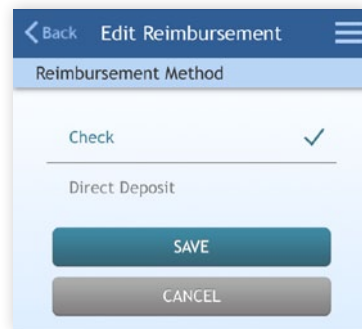 Back Edit Reimbursement
Reimbursement Method
Check
Direct Deposit
SAVE
CANCEL